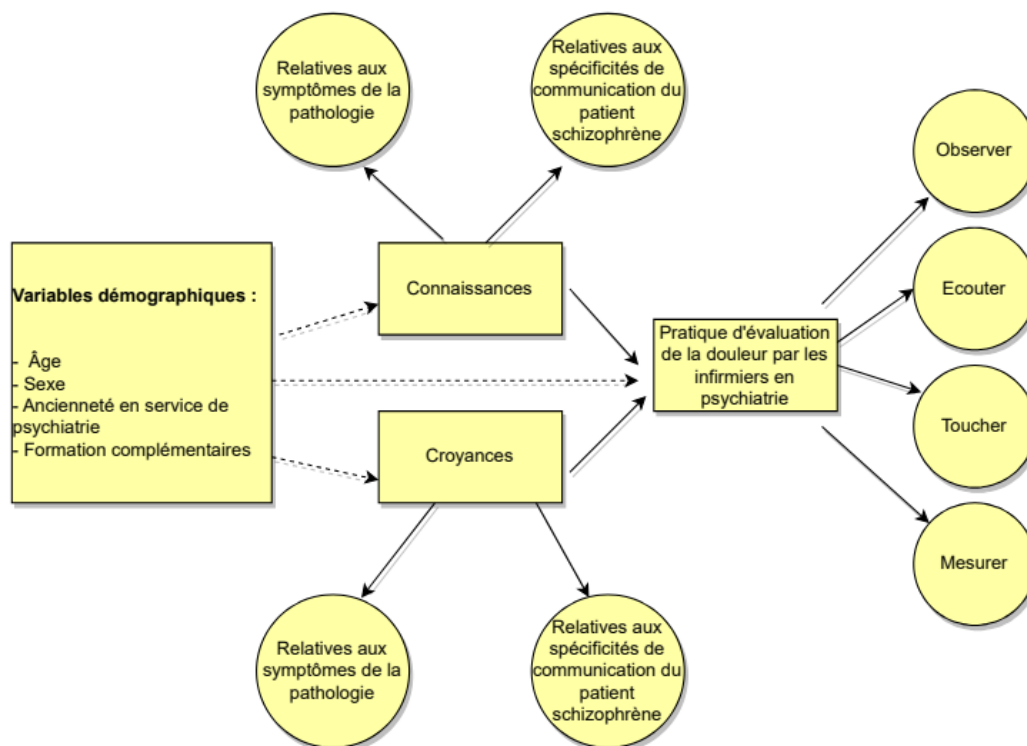 Relatives aux
symptômes de la
pathologie
Relatives aux
spécificités de
communication du
patient
schizophrène
Observer
Variables démographiques :
- Âge
- Sexe
- Ancienneté en service de
psychiatrie
- Formation complémentaires
Connaissances
Ecouter
Pratique d'évaluation
de la douleur par les
infirmiers en
psychiatrie
Toucher
Croyances
Mesurer
Relatives aux
symptômes de la
pathologie
Relatives aux
spécificités de
communication du
patient
schizophrène